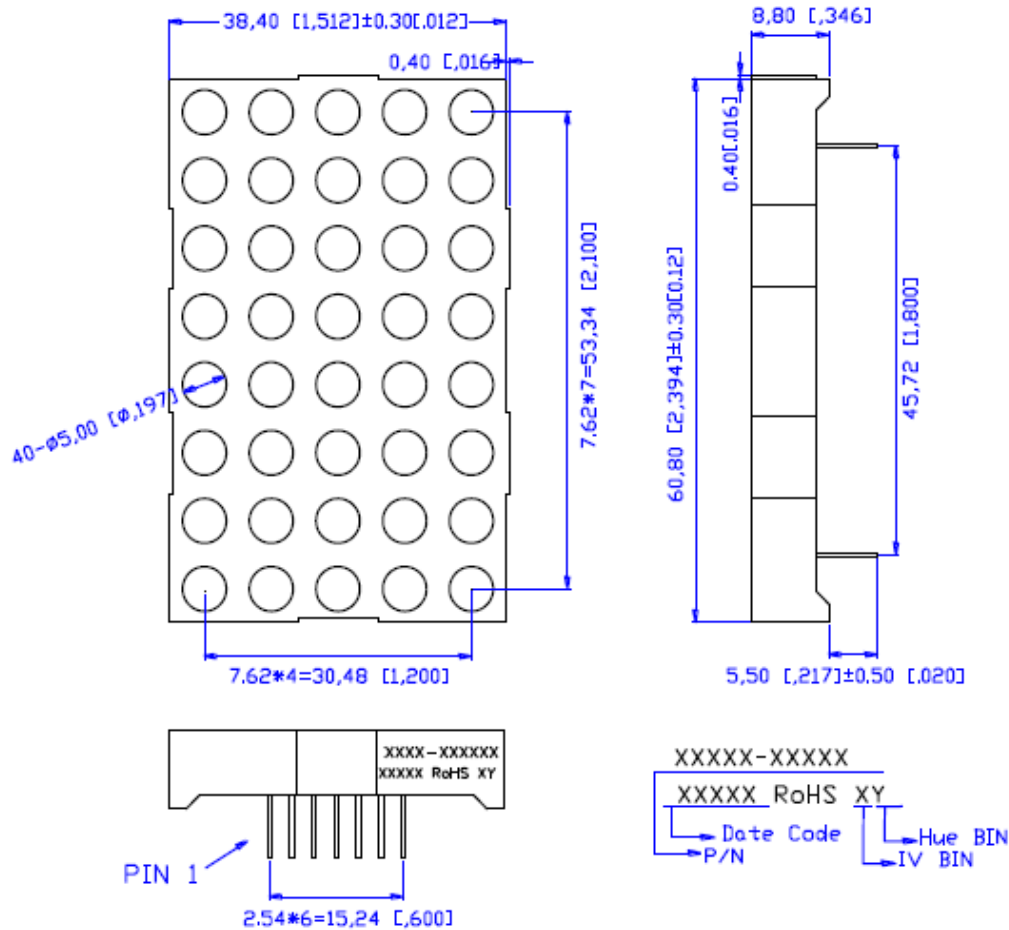 38,40 [1,512]±0.30[.012]
8,80 [,346]
0,40 [,016]
0.40[.016]
7.62*7=53,34 [2,100]
60,80 [2,394]±0.30[0.12]
45,72 [1,800]
40-ø5,00 [ø,197]
7.62*4=30,48 [1,200]
5,50 [,217]±0.50 [.020]
XXXX-XXXXXX
XXXXX RoHS XY
PIN 1
2.54*6=15,24 [,600]
XXXXX-XXXXX
XXXXX RoHS XY
Date Code
Hue BIN
P/N
IV BIN